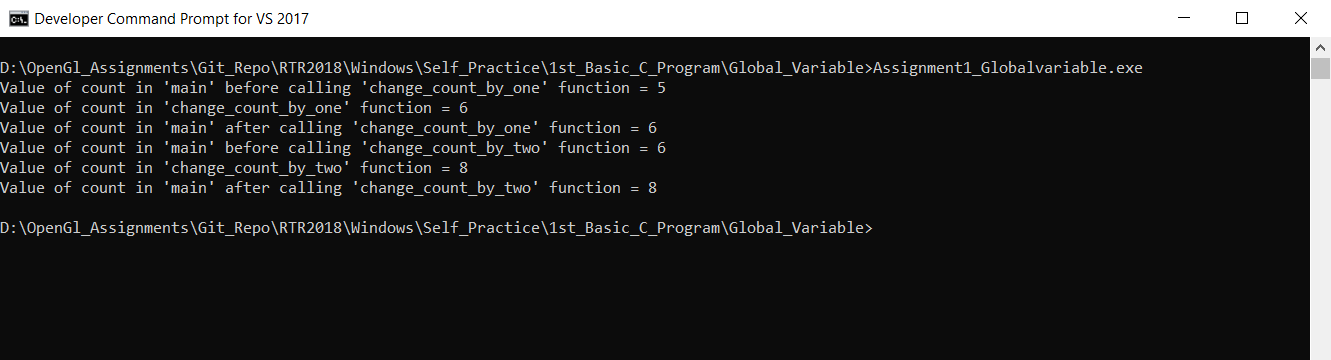 Developer Command Prompt for VS 2017
D:\OpenGl_Assignments\Git_Repo\RTR2018\Windows\Self_Practice\1st_Basic_C_Program\Global_Variable>Assignment1_Globalvariable.exe
Value of count in 'main' before calling 'change_count_by_one' function = 5
Value of count in 'change_count_by_one' function = 6
Value of count in 'main' after calling 'change_count_by_one' function = 6
Value of count in 'main' before calling 'change_count_by_two' function = 6
Value of count in 'change_count_by_two' function = 8
Value of count in 'main' after calling 'change_count_by_two' function = 8
D:\OpenGl_Assignments\Git_Repo\RTR2018\Windows\Self_Practice\1st_Basic_C_Program\Global_Variable>